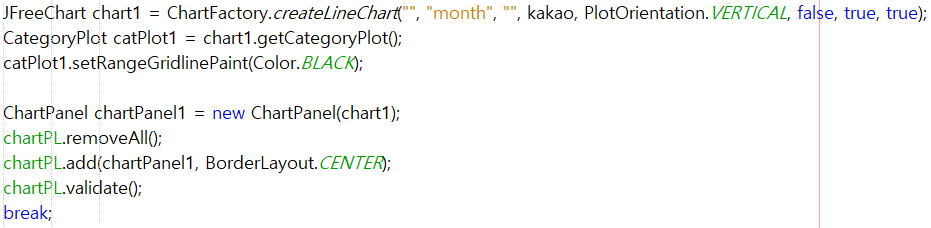 JFreeChart chart1 = ChartFactory.createLineChart("", "month", "", kakao, PlotOrientation.VERTICAL, false, true, true);
CategoryPlot catPlot1 = chart1.getCategoryPlot();
catPlot1.setRangeGridlinePaint(Color.BLACK);
ChartPanel chartPanel1 = new ChartPanel(chart1);
chartPL.removeAll();
chartPL.add(chartPanel1, BorderLayout.CENTER);
chartPL.validate();
break;